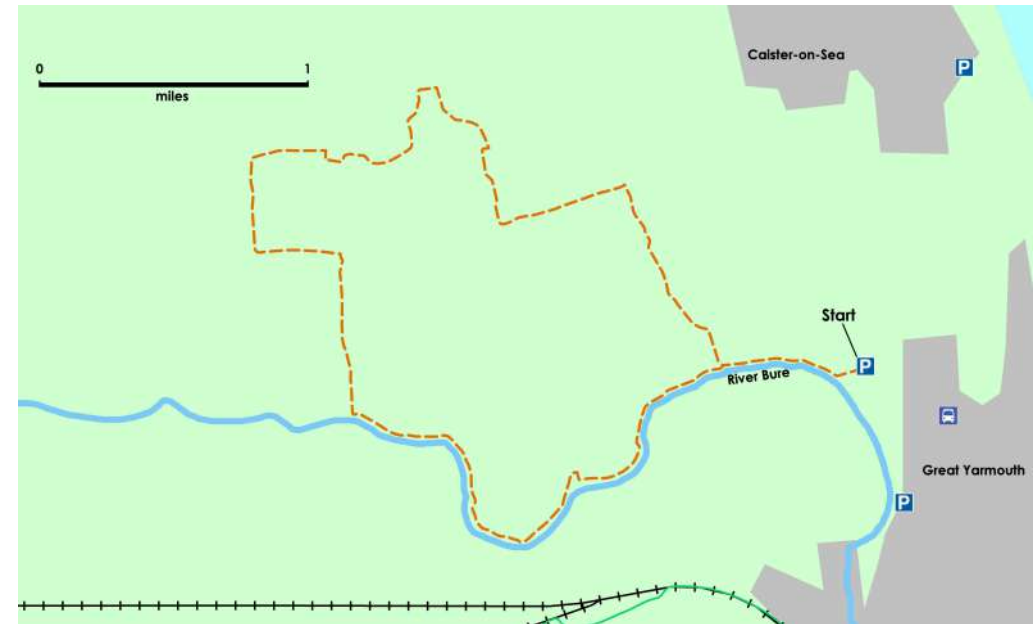 Caister-on-Sea
P
0 1
miles
Start
P
River Bure
Great Yarmouth
P